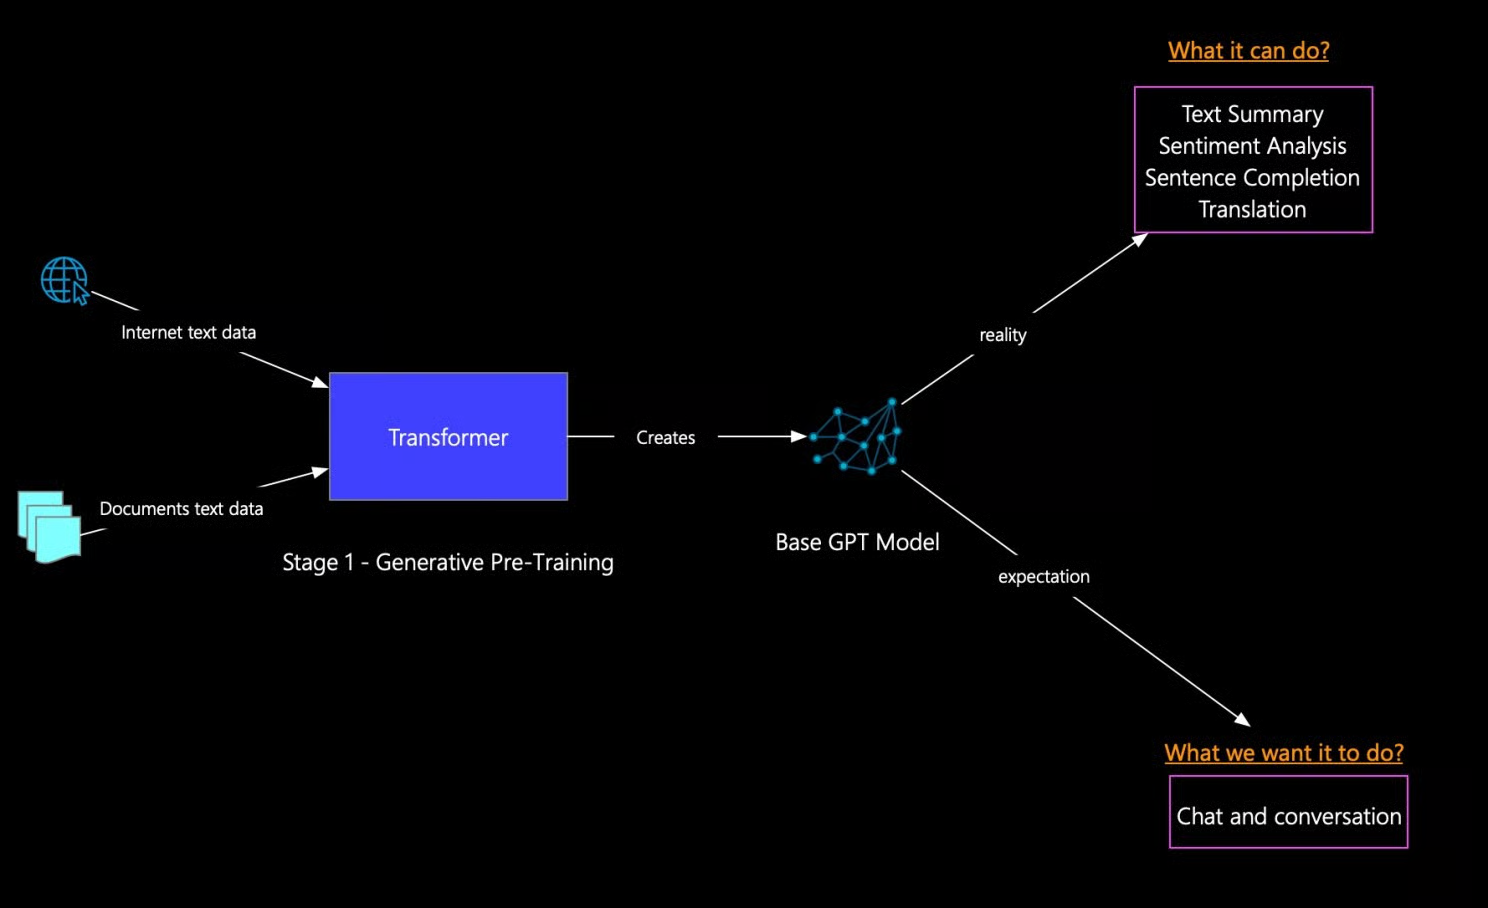 What it can do?
Text Summary
Sentiment Analysis
Sentence Completion
Translation
Internet text data
reality
Transformer
Creates
Documents text data
Stage 1 - Generative Pre-Training
Base GPT Model
expectation
What we want it to do?
Chat and conversation